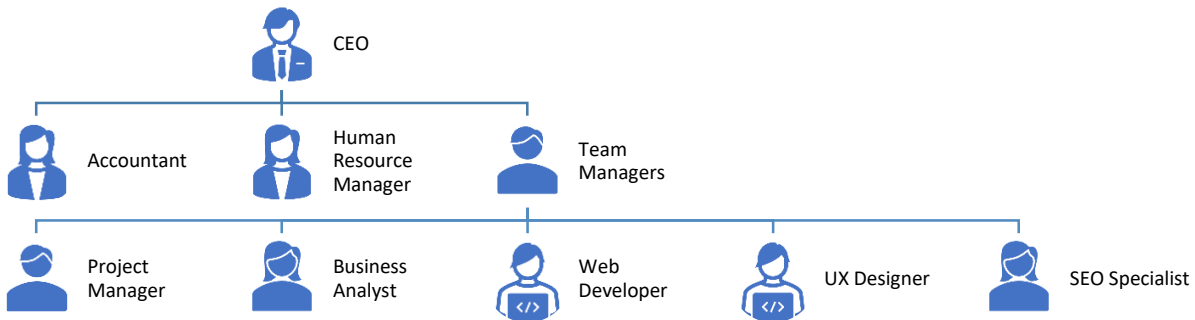 CEO
Accountant
Human
Resource
Manager
Team
Managers
Project
Manager
Business
Analyst
Web
Developer
</>
UX Designer
</>
SEO Specialist